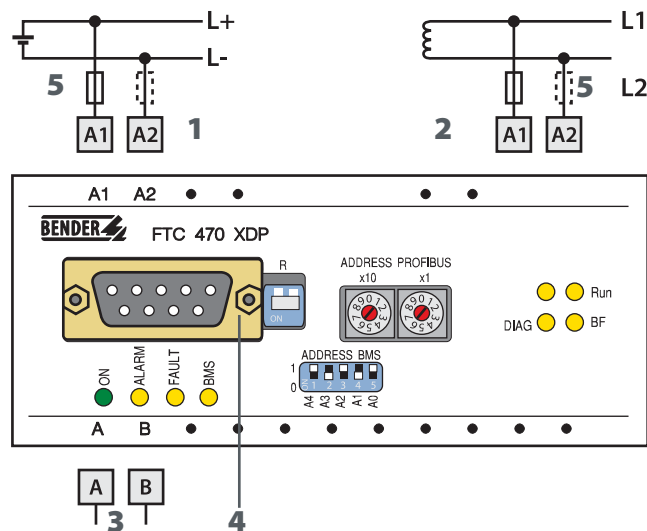 L+
L-
5
A1 A2 1
L1
L2
5
2 A1 A2
A1 A2
BENDER FTC 470 XDP
R
ON
ADDRESS PROFIBUS
x10 x1
Run
DIAG BF
ADDRESS BMS
1
0
1 2 3 4 5
A4 A3 A2 A1 A0
ON ALARM FAULT BMS
A B
A B
3 4